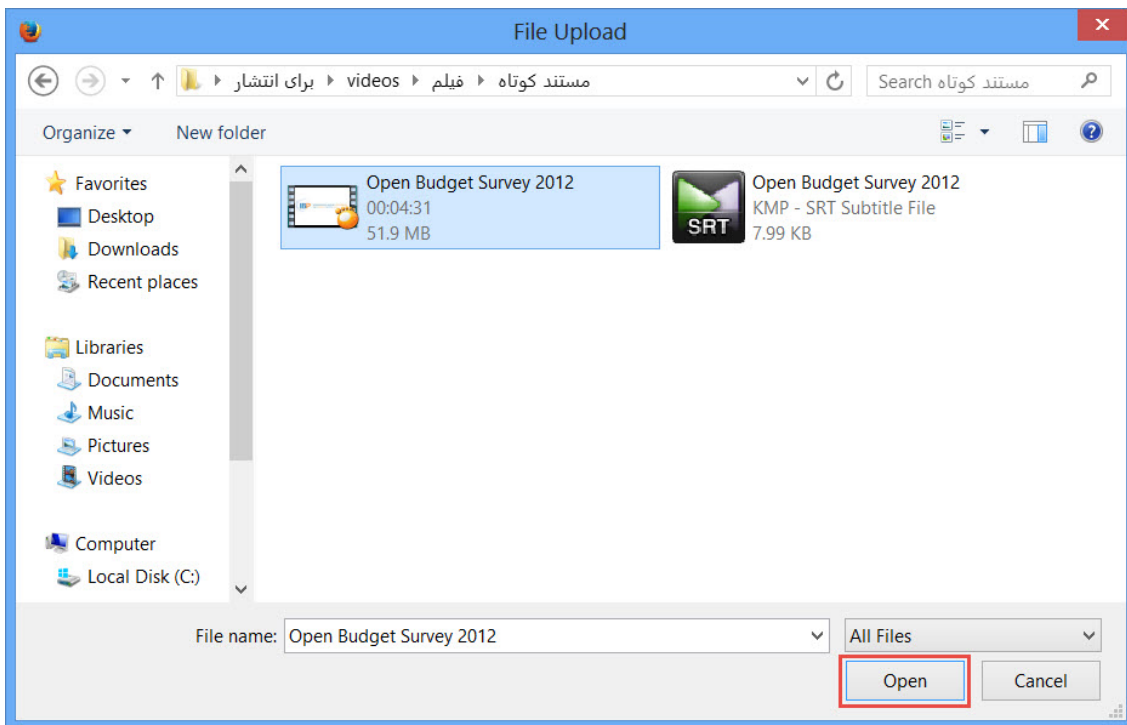 File Upload
برای انتشار videos فیلم مستند کوتاه
Search مستند کوتاه
Organize New folder
Favorites
Desktop
Downloads
Recent places
Libraries
Documents
Music
Pictures
Videos
Computer
Local Disk (C:)
Open Budget Survey 2012
00:04:31
51.9 MB
SRT
Open Budget Survey 2012
KMP - SRT Subtitle File
7.99 KB
File name: Open Budget Survey 2012
All Files
Open Cancel